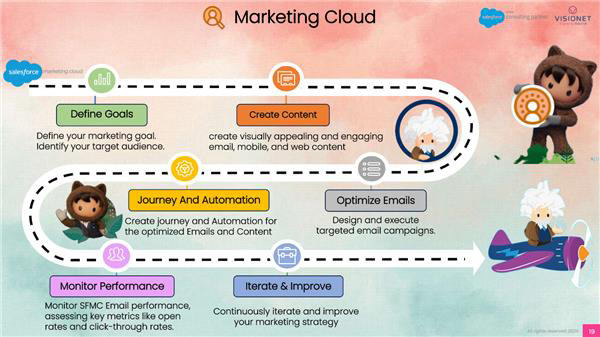 Marketing Cloud
salesforce
consulting partner
VISIONET
salesforce marketing cloud
Define Goals
Define your marketing goal.
Identify your target audience.
Create Content
create visually appealing and engaging
email, mobile, and web content
Journey And Automation
Create journey and Automation for
the optimized Emails and Content
Optimize Emails
Design and execute
targeted email campaigns.
Monitor Performance
Monitor SFMC Email performance,
assessing key metrics like open
rates and click-through rates.
Iterate & Improve
Continuously iterate and improve
your marketing strategy
All rights reserved
19